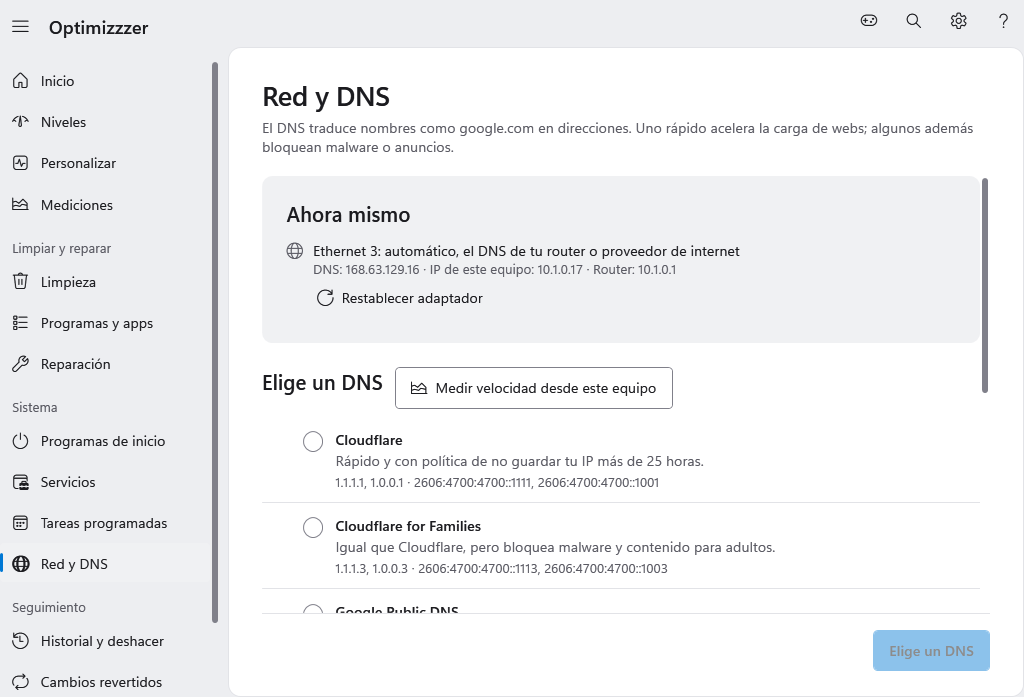 Optimizzzer
Inicio
Niveles
Personalizar
Mediciones
Limpiar y reparar
Limpieza
Programas y apps
Reparación
Sistema
Programas de inicio
Servicios
Tareas programadas
Red y DNS
Seguimiento
Historial y deshacer
Cambios revertidos
Red y DNS
El DNS traduce nombres como google.com en direcciones. Uno rápido acelera la carga de webs; algunos además
bloquean malware o anuncios.
Ahora mismo
Ethernet 3: automático, el DNS de tu router o proveedor de internet
DNS: 168.63.129.16 · IP de este equipo: 10.1.0.17 · Router: 10.1.0.1
Restablecer adaptador
Elige un DNS
Medir velocidad desde este equipo
Cloudflare
Rápido y con política de no guardar tu IP más de 25 horas.
1.1.1.1, 1.0.0.1 · 2606:4700:4700::1111, 2606:4700:4700::1001
Cloudflare for Families
Igual que Cloudflare, pero bloquea malware y contenido para adultos.
1.1.1.3, 1.0.0.3 · 2606:4700:4700::1113, 2606:4700:4700::1003
Google Public DNS
Elige un DNS